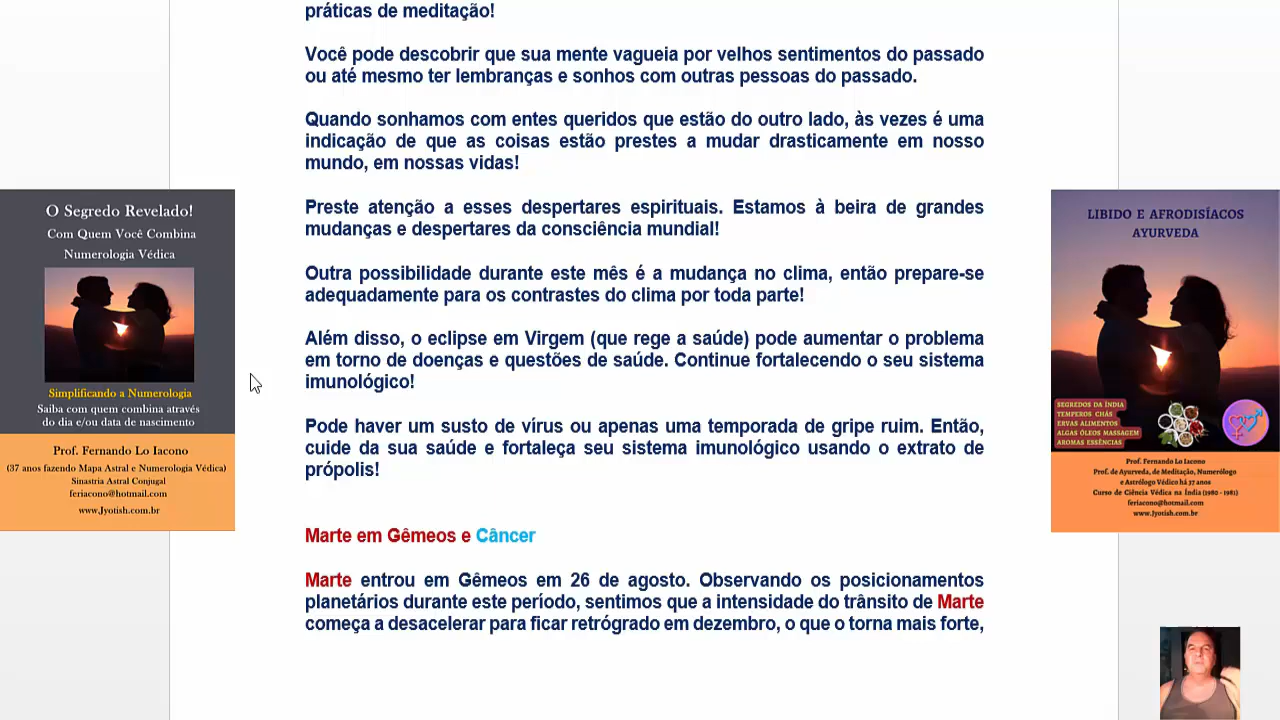 práticas de meditação!
Você pode descobrir que sua mente vagueia por velhos sentimentos do passado
ou até mesmo ter lembranças e sonhos com outras pessoas do passado.
Quando sonhamos com entes queridos que estão do outro lado, às vezes é uma
indicação de que as coisas estão prestes a mudar drasticamente em nosso
mundo, em nossas vidas!
Preste atenção a esses despertares espirituais. Estamos à beira de grandes
mudanças e despertares da consciência mundial!
Outra possibilidade durante este mês é a mudança no clima, então prepare-se
adequadamente para os contrastes do clima por toda parte!
Além disso, o eclipse em Virgem (que rege a saúde) pode aumentar o problema
em torno de doenças e questões de saúde. Continue fortalecendo o seu sistema
imunológico!
Pode haver um susto de vírus ou apenas uma temporada de gripe ruim. Então,
cuide da sua saúde e fortaleça seu sistema imunológico usando o extrato de
própolis!
Marte em Gêmeos e Câncer
Marte entrou em Gêmeos em 26 de agosto. Observando os posicionamentos
planetários durante este período, sentimos que a intensidade do trânsito de Marte
começa a desacelerar para ficar retrógrado em dezembro, o que o torna mais forte,
O Segredo Revelado!
Com Quem Você Combina
Numerologia Védica
Simplificando a Numerologia
Saiba com quem combina através
do dia e/ou data de nascimento
Prof. Fernando Lo Iacono
(37 anos fazendo Mapa Astral e Numerologia Védica)
Sinastria Astral Conjugal
feriacono@hotmail.com
www.Jyotish.com.br
LIBIDO E AFRODISÍACOS
AYURVEDA
SEGREDOS DA ÍNDIA
TEMPEROS CHÁS
ERVAS ALIMENTOS
ALGAS ÓLEOS MASSAGEM
AROMAS ESSÊNCIAS
Prof. Fernando Lo Iacono
Prof. de Ayurveda, de Meditação, Numerólogo
e Astrólogo Védico há 37 anos
Curso de Ciência Védica na Índia (1980 - 1981)
feriacono@hotmail.com
www.Jyotish.com.br